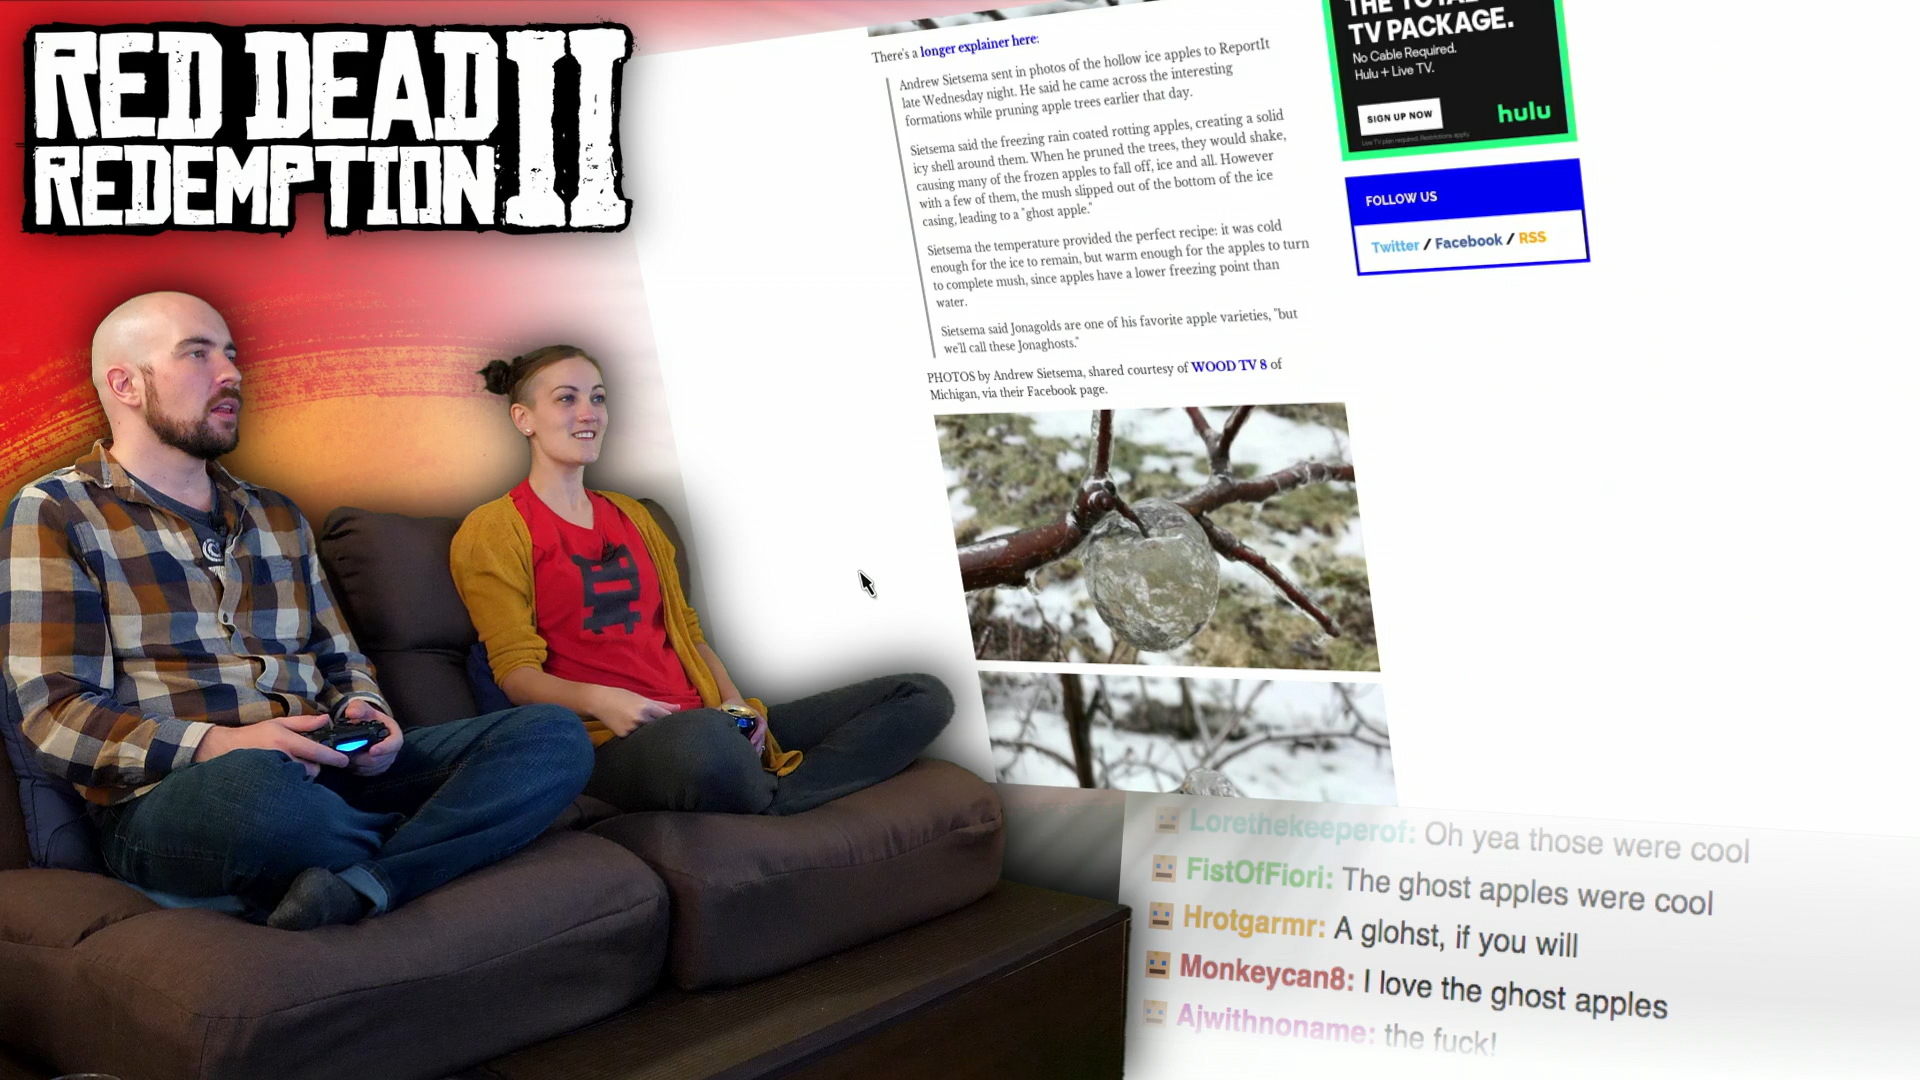 RED DEAD
REDEMPTION II
There's a longer explainer here:
Andrew Sietsema sent in photos of the hollow ice apples to ReportIt
late Wednesday night. He said he came across the interesting
formations while pruning apple trees earlier that day.
Sietsema said the freezing rain coated rotting apples, creating a solid
icy shell around them. When he pruned the trees, they would shake,
causing many of the frozen apples to fall off, ice and all. However
with a few of them, the mush slipped out of the bottom of the ice
casing, leading to a "ghost apple."
Sietsema the temperature provided the perfect recipe: it was cold
enough for the ice to remain, but warm enough for the apples to turn
to complete mush, since apples have a lower freezing point than
water.
Sietsema said Jonagolds are one of his favorite apple varieties, "but
we'll call these Jonaghosts."
PHOTOS by Andrew Sietsema, shared courtesy of WOOD TV 8 of
Michigan, via their Facebook page.
THE TOTAL
TV PACKAGE.
No Cable Required.
Hulu + Live TV.
SIGN UP NOW
hulu
Live TV plan required. Restrictions apply.
FOLLOW US
Twitter / Facebook / RSS
Lorethekeeperof: Oh yea those were cool
FistOfFiori: The ghost apples were cool
Hrotgarmr: A glohst, if you will
Monkeycan8: I love the ghost apples
Ajwithnoname: the fuck!